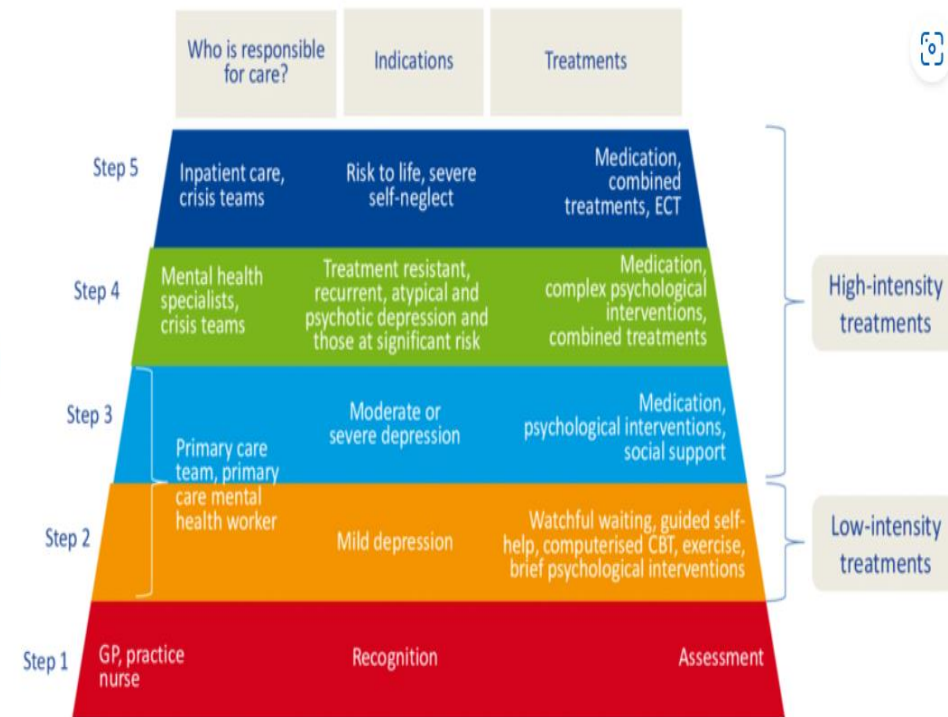 Who is responsible
for care?
Indications
Treatments
Step 5
Inpatient care,
crisis teams
Risk to life, severe
self-neglect
Medication,
combined
treatments, ECT
Step 4
Mental health
specialists,
crisis teams
Treatment resistant,
recurrent, atypical and
psychotic depression and
those at significant risk
Medication,
complex psychological
interventions,
combined treatments
High-intensity
treatments
Step 3
Moderate or
severe depression
Medication,
psychological interventions,
social support
Primary care
team, primary
care mental
health worker
Step 2
Mild depression
Watchful waiting, guided self-
help, computerised CBT, exercise,
brief psychological interventions
Low-intensity
treatments
Step 1
GP, practice
nurse
Recognition
Assessment